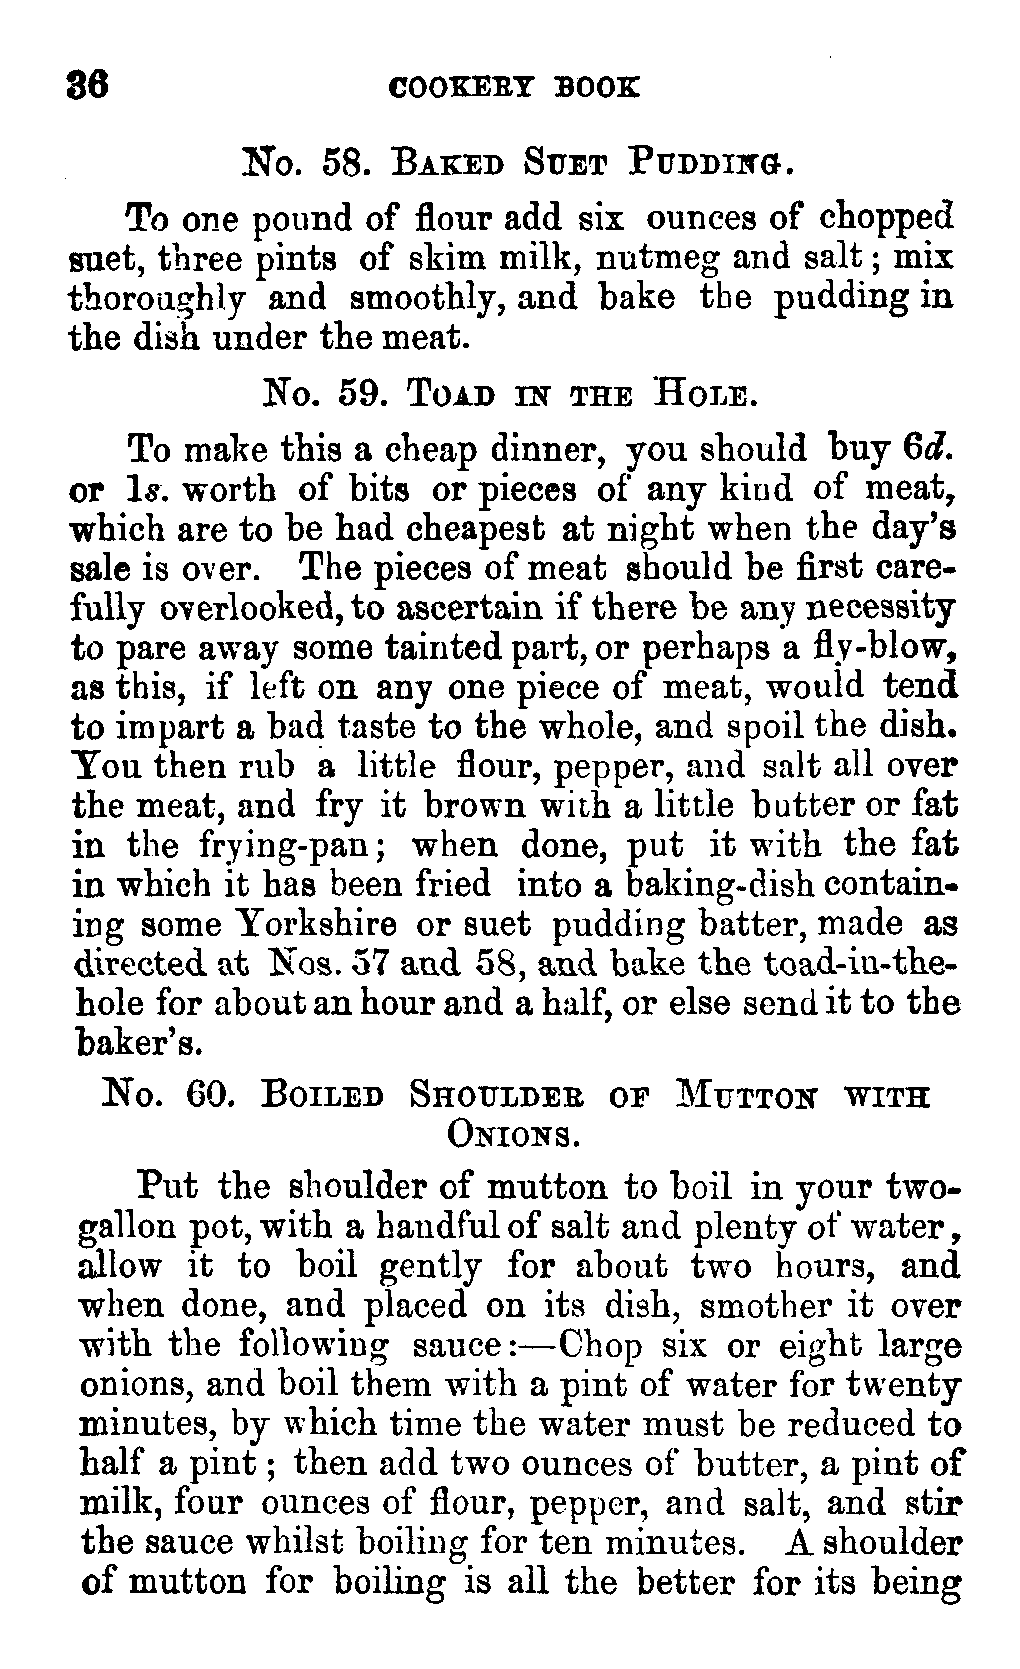 36 COOKERY BOOK
No. 58. Baked Suet Pudding.
To one pound of flour add six ounces of chopped
suet, three pints of skim milk, nutmeg and salt; mix
thoroughly and smoothly, and bake the pudding in
the dish under the meat.
No. 59. Toad in the Hole.
To make this a cheap dinner, you should buy 6d.
or 1s. worth of bits or pieces of any kind of meat,
which are to be had cheapest at night when the day's
sale is over. The pieces of meat should be first care-
fully overlooked, to ascertain if there be any necessity
to pare away some tainted part, or perhaps a fly-blow,
as this, if left on any one piece of meat, would tend
to impart a bad taste to the whole, and spoil the dish.
You then rub a little flour, pepper, and salt all over
the meat, and fry it brown with a little butter or fat
in the frying-pan; when done, put it with the fat
in which it has been fried into a baking-dish contain-
ing some Yorkshire or suet pudding batter, made as
directed at Nos. 57 and 58, and bake the toad-in-the-
hole for about an hour and a half, or else send it to the
baker's.
No. 60. Boiled Shoulder of Mutton with
Onions.
Put the shoulder of mutton to boil in your two-
gallon pot, with a handful of salt and plenty of water,
allow it to boil gently for about two hours, and
when done, and placed on its dish, smother it over
with the following sauce:—Chop six or eight large
onions, and boil them with a pint of water for twenty
minutes, by which time the water must be reduced to
half a pint; then add two ounces of butter, a pint of
milk, four ounces of flour, pepper, and salt, and stir
the sauce whilst boiling for ten minutes. A shoulder
of mutton for boiling is all the better for its being